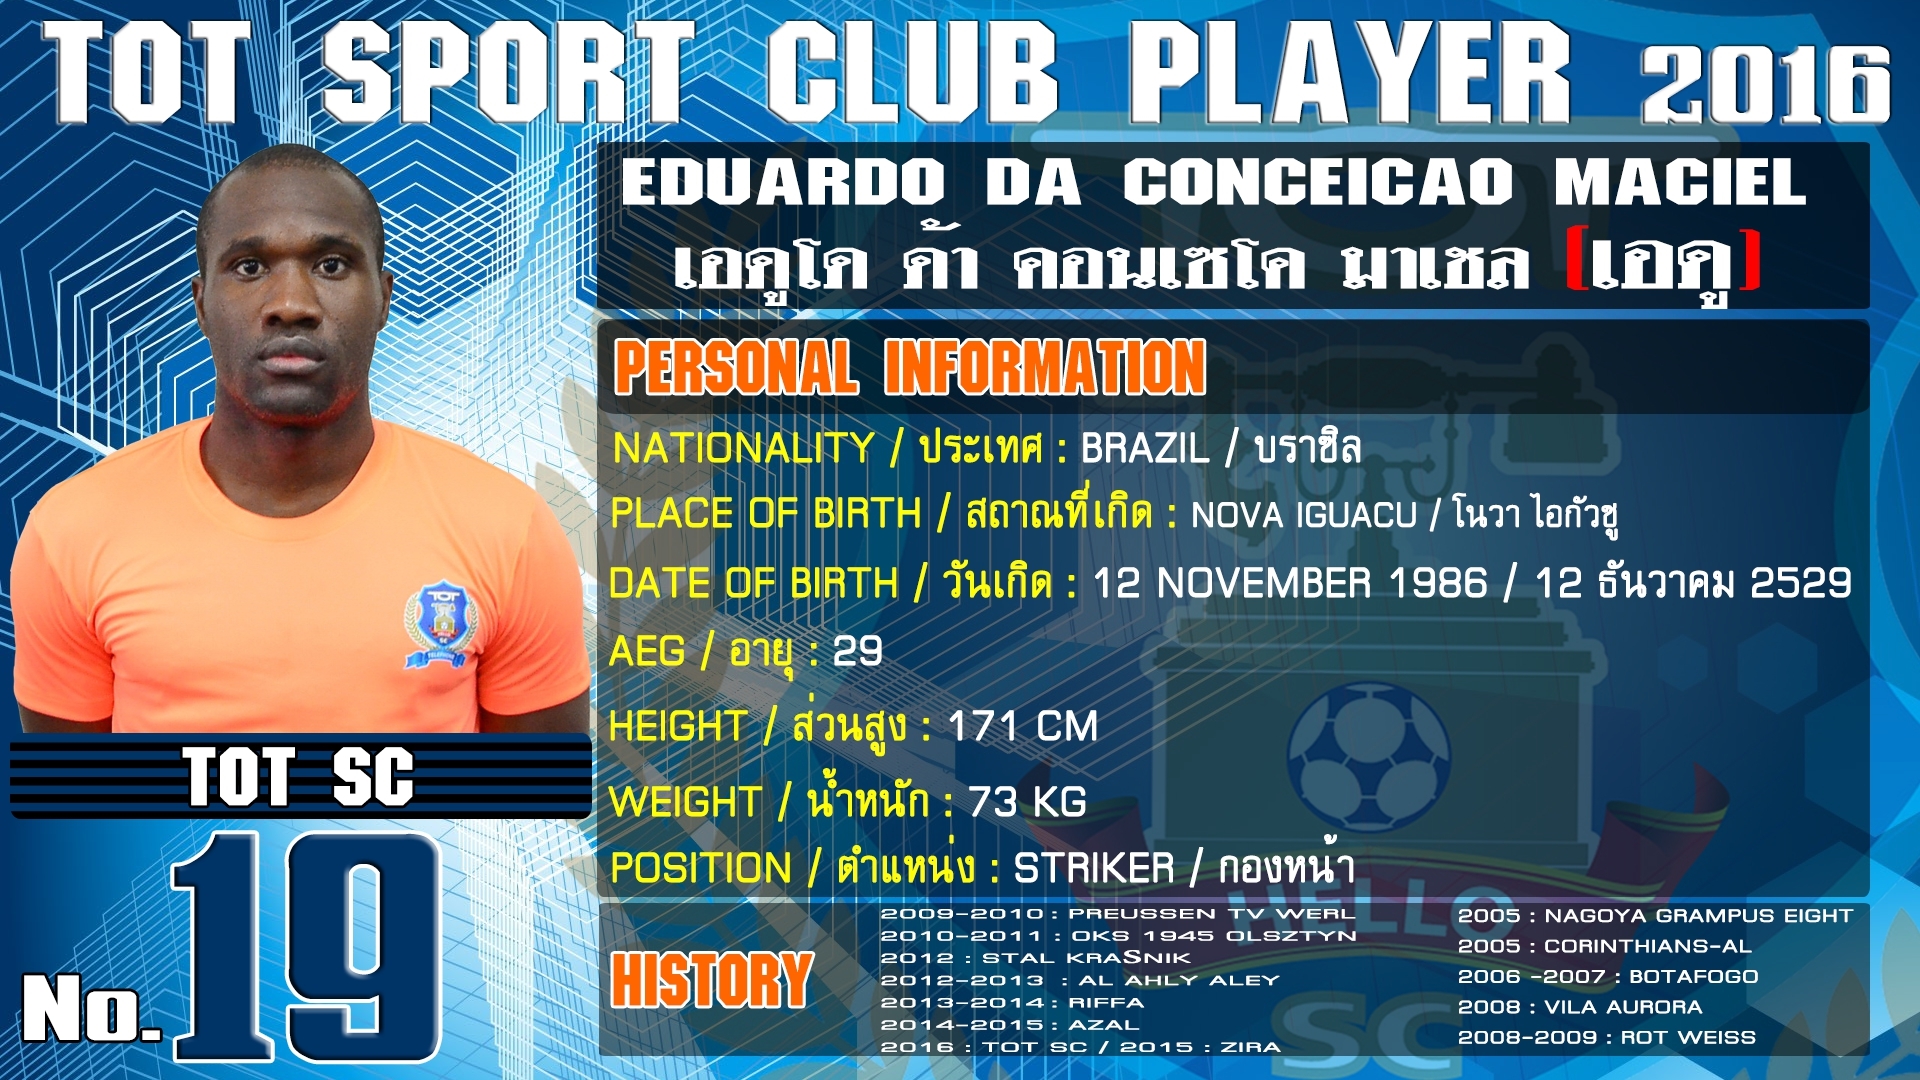 TOT SPORT CLUB PLAYER 2016
EDUARDO DA CONCEICAO MACIEL
เอดูโด ด้า คอนเซโด มาเชล (เอดู)
PERSONAL INFORMATION
NATIONALITY / ประเทศ : BRAZIL / บราซิล
PLACE OF BIRTH / สถาณที่เกิด : NOVA IGUACU / โนวา ไอกัวชู
DATE OF BIRTH / วันเกิด : 12 NOVEMBER 1986 / 12 ธันวาคม 2529
AEG / อายุ : 29
HEIGHT / ส่วนสูง : 171 CM
WEIGHT / น้ำหนัก : 73 KG
POSITION / ตำแหน่ง : STRIKER / กองหน้า
TOT
TOT SC
No. 19
HISTORY
2009-2010 : PREUSSEN TV WERL
2010-2011 : OKS 1945 OLSZTYN
2012 : STAL KRAŚNIK
2012-2013 : AL AHLY ALEY
2013-2014 : RIFFA
2014-2015 : AZAL
2016 : TOT SC / 2015 : ZIRA
2005 : NAGOYA GRAMPUS EIGHT
2005 : CORINTHIANS-AL
2006 -2007 : BOTAFOGO
2008 : VILA AURORA
2008-2009 : ROT WEISS
TOT
HELLO
SC